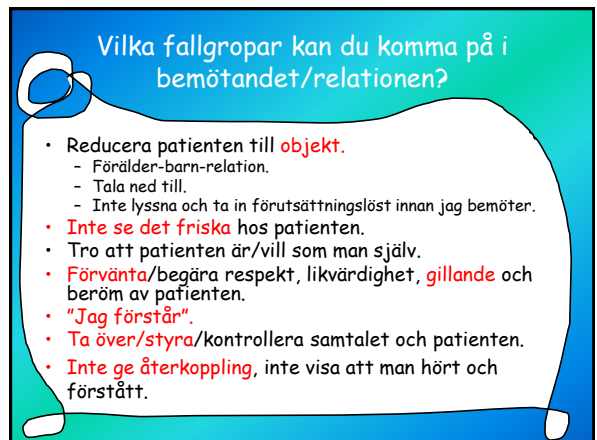 Vilka fallgropar kan du komma på i
bemötandet/relationen?
• Reducera patienten till objekt.
– Förälder-barn-relation.
– Tala ned till.
– Inte lyssna och ta in förutsättningslöst innan jag bemöter.
• Inte se det friska hos patienten.
• Tro att patienten är/vill som man själv.
• Förvänta/begära respekt, likvärdighet, gillande och
beröm av patienten.
• ”Jag förstår”.
• Ta över/styra/kontrollera samtalet och patienten.
• Inte ge återkoppling, inte visa att man hört och
förstått.